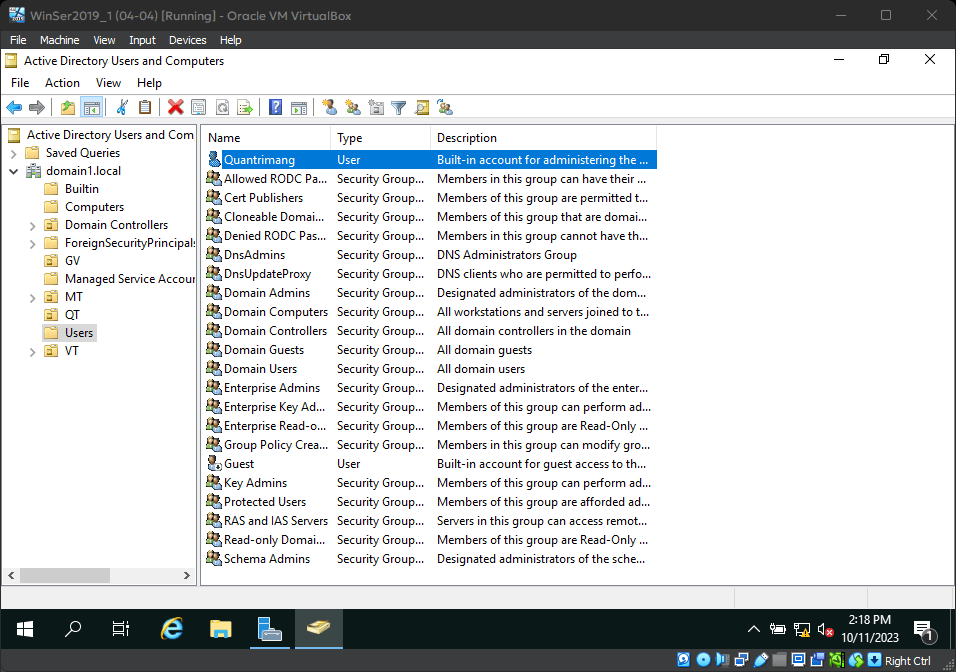 WinSer2019_1 (04-04) [Running] - Oracle VM VirtualBox
File Machine View Input Devices Help
Active Directory Users and Computers
File Action View Help
Active Directory Users and Com
Saved Queries
domain1.local
Builtin
Computers
Domain Controllers
ForeignSecurityPrincipals
GV
Managed Service Accour
MT
QT
Users
VT
Name Type Description
Quantrimang User Built-in account for administering the ...
Allowed RODC Pa... Security Group... Members in this group can have their ...
Cert Publishers Security Group... Members of this group are permitted t...
Cloneable Domai... Security Group... Members of this group that are domai...
Denied RODC Pas... Security Group... Members in this group cannot have th...
DnsAdmins Security Group... DNS Administrators Group
DnsUpdateProxy Security Group... DNS clients who are permitted to perfo...
Domain Admins Security Group... Designated administrators of the dom...
Domain Computers Security Group... All workstations and servers joined to t...
Domain Controllers Security Group... All domain controllers in the domain
Domain Guests Security Group... All domain guests
Domain Users Security Group... All domain users
Enterprise Admins Security Group... Designated administrators of the enter...
Enterprise Key Ad... Security Group... Members of this group can perform ad...
Enterprise Read-o... Security Group... Members of this group are Read-Only ...
Group Policy Crea... Security Group... Members in this group can modify gro...
Guest User Built-in account for guest access to th...
Key Admins Security Group... Members of this group can perform ad...
Protected Users Security Group... Members of this group are afforded ad...
RAS and IAS Servers Security Group... Servers in this group can access remot...
Read-only Domai... Security Group... Members of this group are Read-Only ...
Schema Admins Security Group... Designated administrators of the sche...
2:18 PM
10/11/2023
1
Right Ctrl